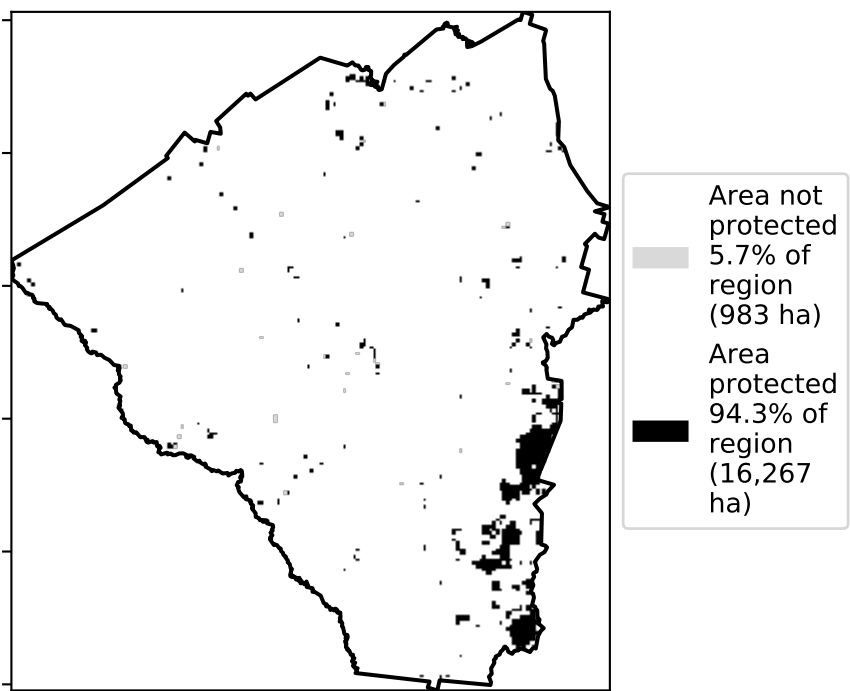 Area not
protected
5.7% of
region
(983 ha)
Area
protected
94.3% of
region
(16,267
ha)